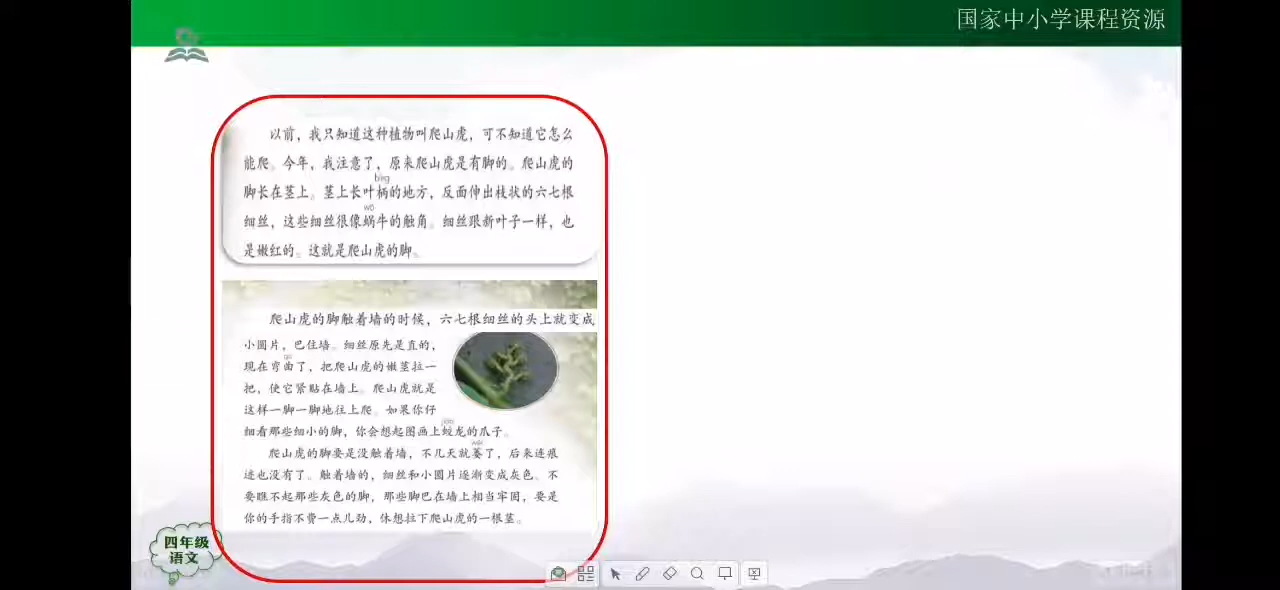 国家中小学课程资源
以前，我只知道这种植物叫爬山虎，可不知道它怎么
能爬。今年，我注意了，原来爬山虎是有脚的。爬山虎的
bǐng
脚长在茎上。茎上长叶柄的地方，反面伸出枝状的六七根
wō
细丝，这些细丝很像蜗牛的触角。细丝跟新叶子一样，也
是嫩红的。这就是爬山虎的脚。
爬山虎的脚触着墙的时候，六七根细丝的头上就变成
小圆片，巴住墙。细丝原先是直的，
qū
现在弯曲了，把爬山虎的嫩茎拉一
把，使它紧贴在墙上。爬山虎就是
这样一脚一脚地往上爬。如果你仔
jiāo
细看那些细小的脚，你会想起图画上蛟龙的爪子。
爬山虎的脚要是没触着墙，不几天就萎了，后来连痕
迹也没有了。触着墙的，细丝和小圆片逐渐变成灰色。不
要瞧不起那些灰色的脚，那些脚巴在墙上相当牢固，要是
你的手指不费一点儿劲，休想拉下爬山虎的一根茎。
四年级
语文